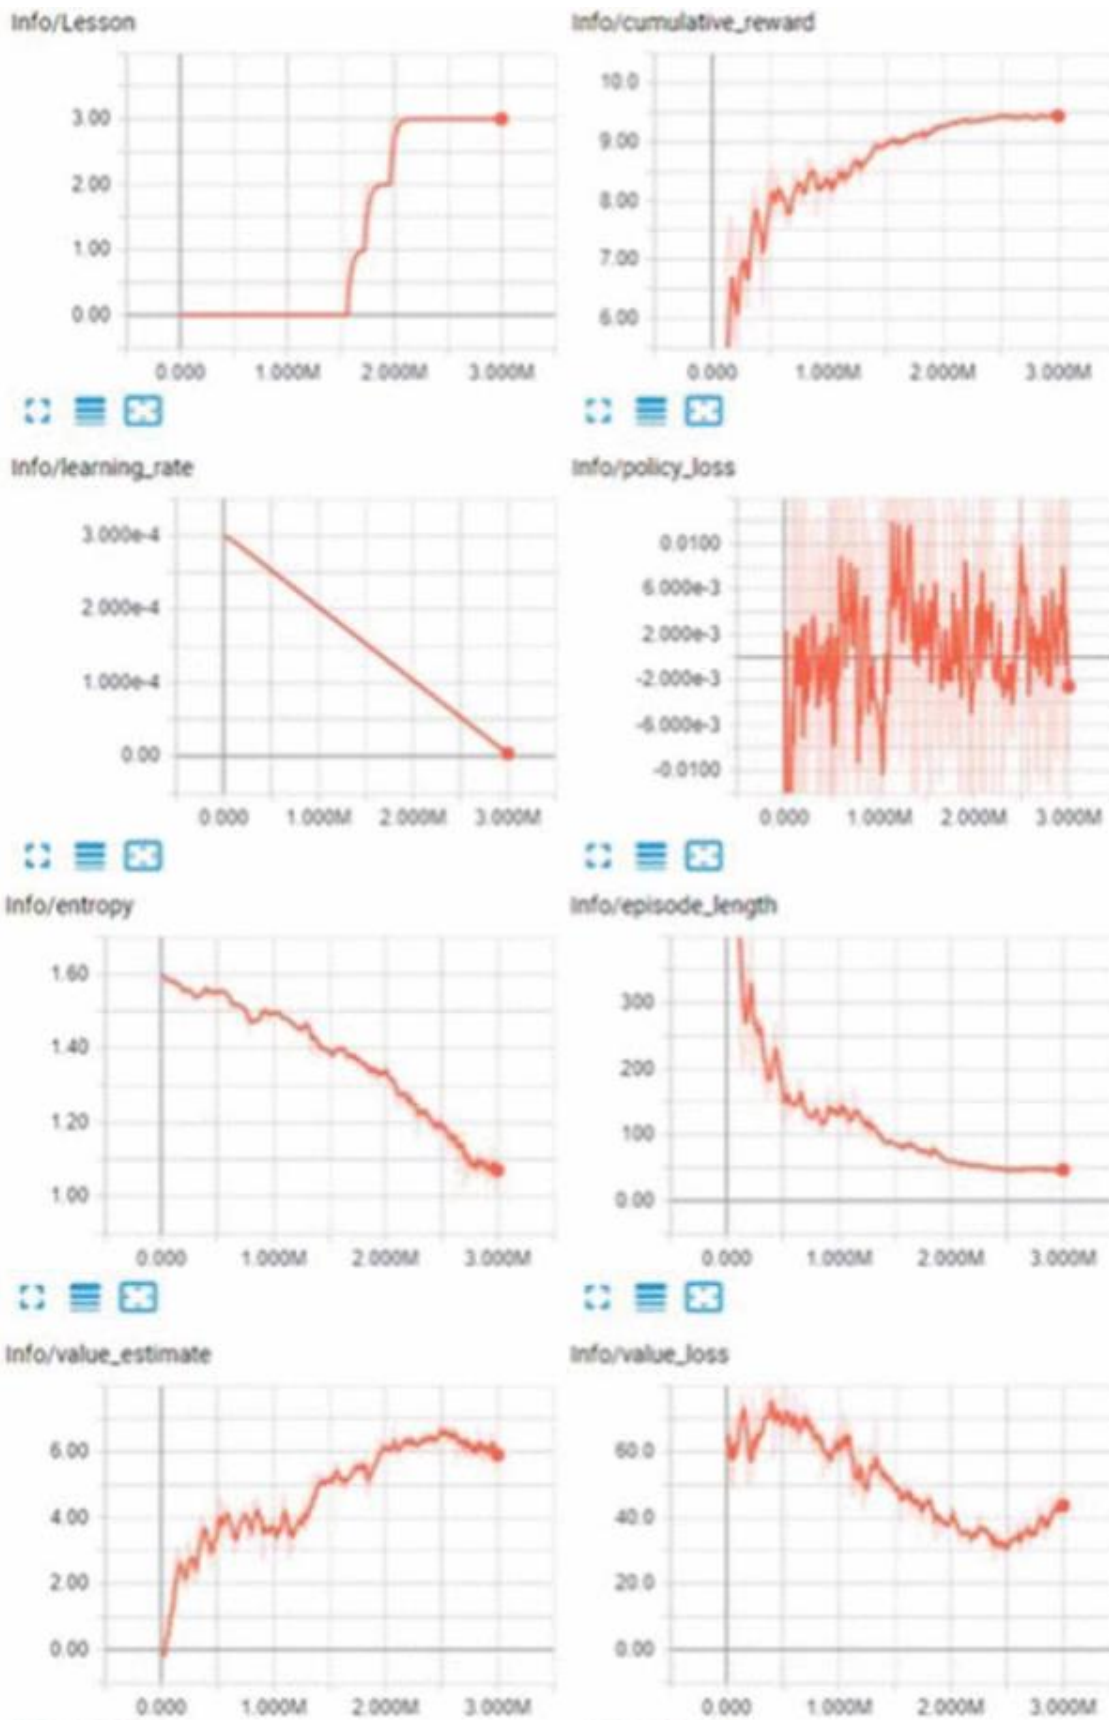 Info/Lesson
3.00
2.00
1.00
0.00
0.000 1.000M 2.000M 3.000M
Info/cumulative_reward
10.0
9.00
8.00
7.00
6.00
0.000 1.000M 2.000M 3.000M
Info/learning_rate
3.000e-4
2.000e-4
1.000e-4
0.00
0.000 1.000M 2.000M 3.000M
Info/policy_loss
0.0100
6.000e-3
2.000e-3
-2.000e-3
-6.000e-3
-0.0100
0.000 1.000M 2.000M 3.000M
Info/entropy
1.60
1.40
1.20
1.00
0.000 1.000M 2.000M 3.000M
Info/episode_length
300
200
100
0.00
0.000 1.000M 2.000M 3.000M
Info/value_estimate
6.00
4.00
2.00
0.00
0.000 1.000M 2.000M 3.000M
Info/value_loss
60.0
40.0
20.0
0.00
0.000 1.000M 2.000M 3.000M